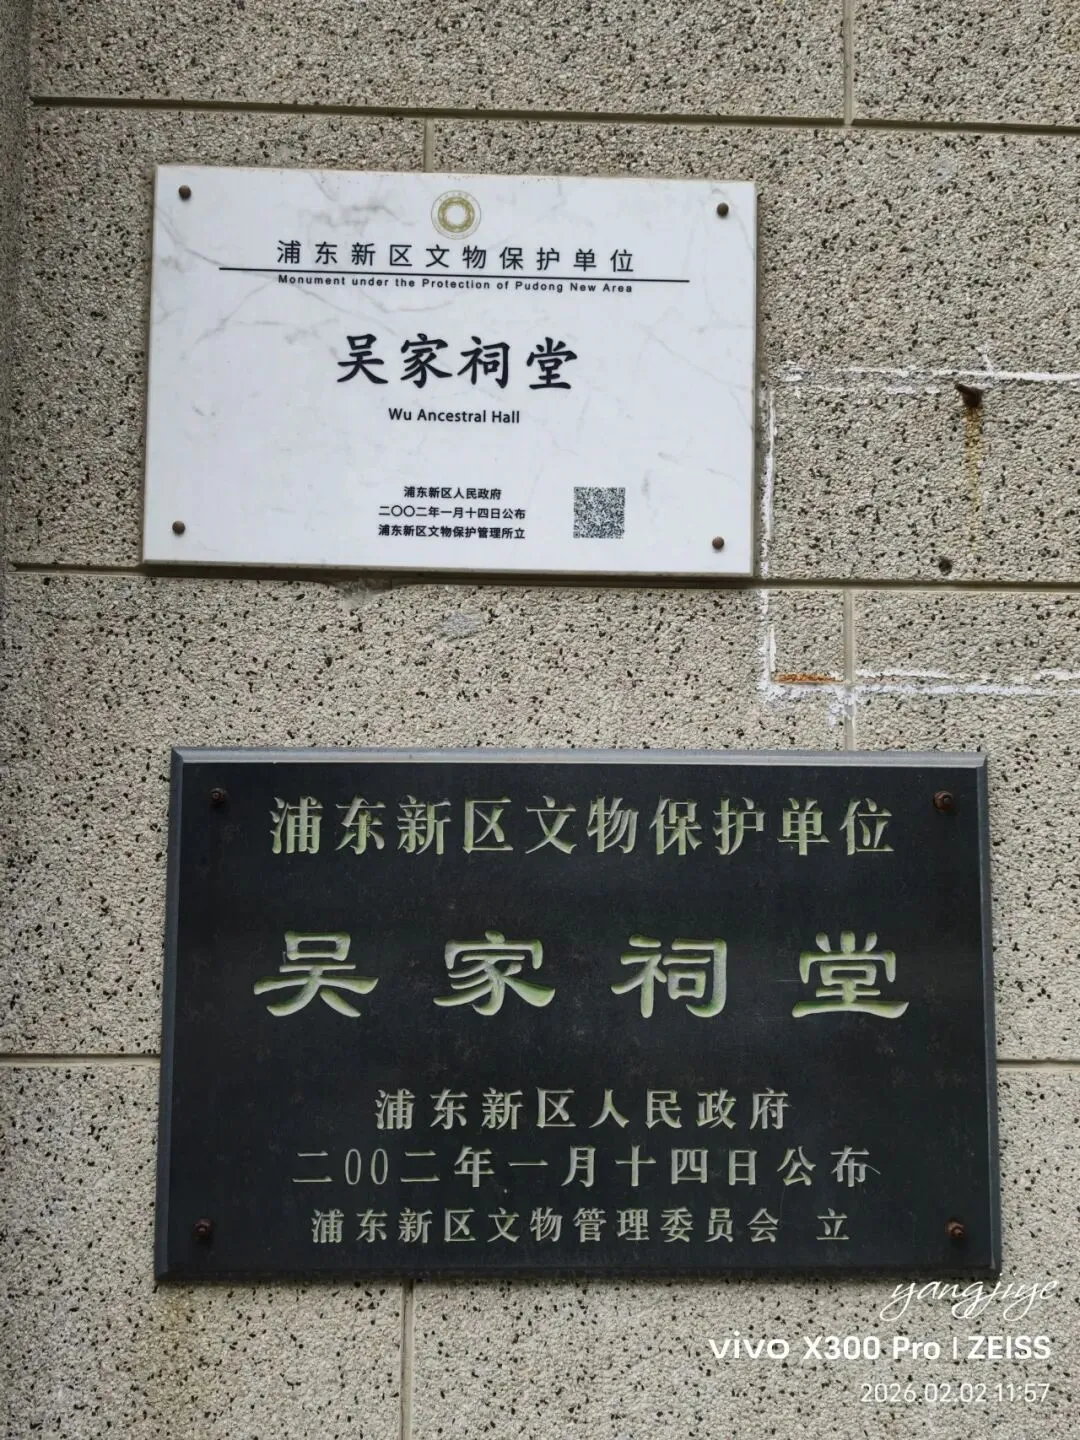 浦东新区文物保护单位
Monument under the Protection of Pudong New Area
吴家祠堂
Wu Ancestral Hall
浦东新区人民政府
二〇〇二年一月十四日公布
浦东新区文物保护管理所立
浦东新区文物保护单位
吴家祠堂
浦东新区人民政府
二00二年一月十四日公布
浦东新区文物管理委员会 立
yangjiye
vivo X300 Pro | ZEISS
2026.02.02 11:57